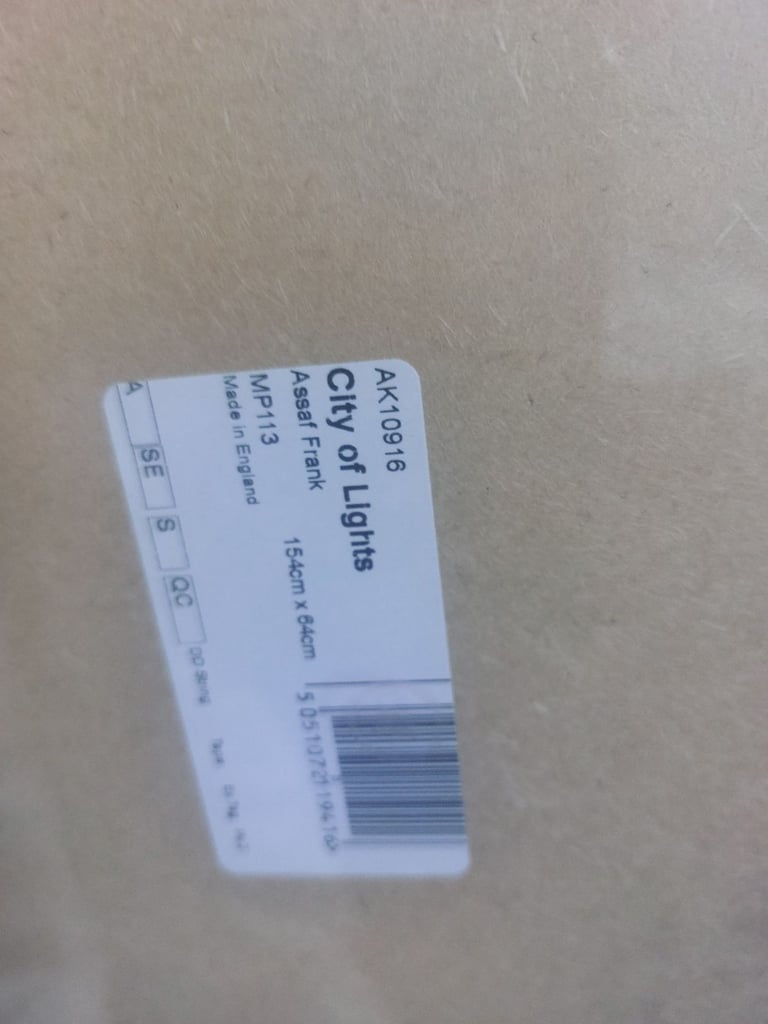 AK10916
City of Lights
Assaf Frank 154cm x 64cm
MP113
Made in England
A SE S QC